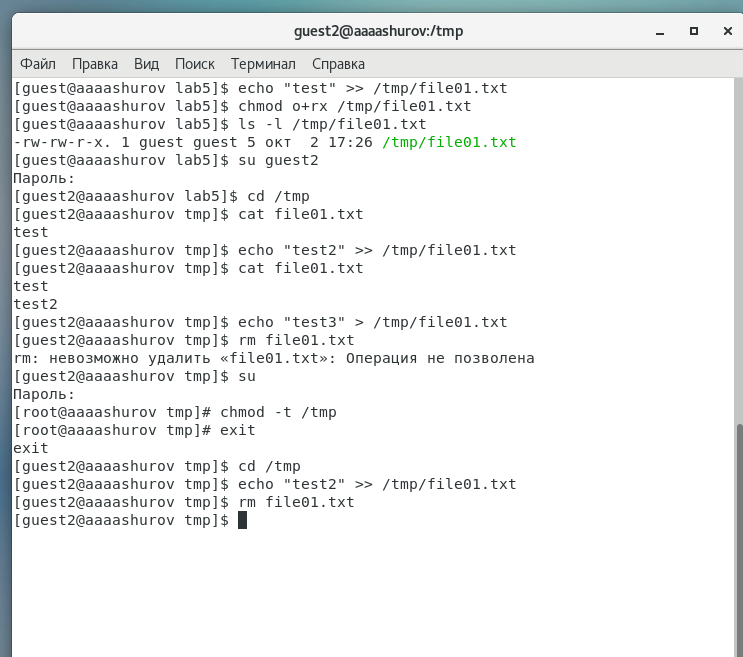 guest2@aaaashurov:/tmp
Файл Правка Вид Поиск Терминал Справка
[guest@aaaashurov lab5]$ echo "test" >> /tmp/file01.txt
[guest@aaaashurov lab5]$ chmod o+rx /tmp/file01.txt
[guest@aaaashurov lab5]$ ls -l /tmp/file01.txt
-rw-rw-r-x. 1 guest guest 5 окт  2 17:26 /tmp/file01.txt
[guest@aaaashurov lab5]$ su guest2
Пароль:
[guest2@aaaashurov lab5]$ cd /tmp
[guest2@aaaashurov tmp]$ cat file01.txt
test
[guest2@aaaashurov tmp]$ echo "test2" >> /tmp/file01.txt
[guest2@aaaashurov tmp]$ cat file01.txt
test
test2
[guest2@aaaashurov tmp]$ echo "test3" > /tmp/file01.txt
[guest2@aaaashurov tmp]$ rm file01.txt
rm: невозможно удалить «file01.txt»: Операция не позволена
[guest2@aaaashurov tmp]$ su
Пароль:
[root@aaaashurov tmp]# chmod -t /tmp
[root@aaaashurov tmp]# exit
exit
[guest2@aaaashurov tmp]$ cd /tmp
[guest2@aaaashurov tmp]$ echo "test2" >> /tmp/file01.txt
[guest2@aaaashurov tmp]$ rm file01.txt
[guest2@aaaashurov tmp]$